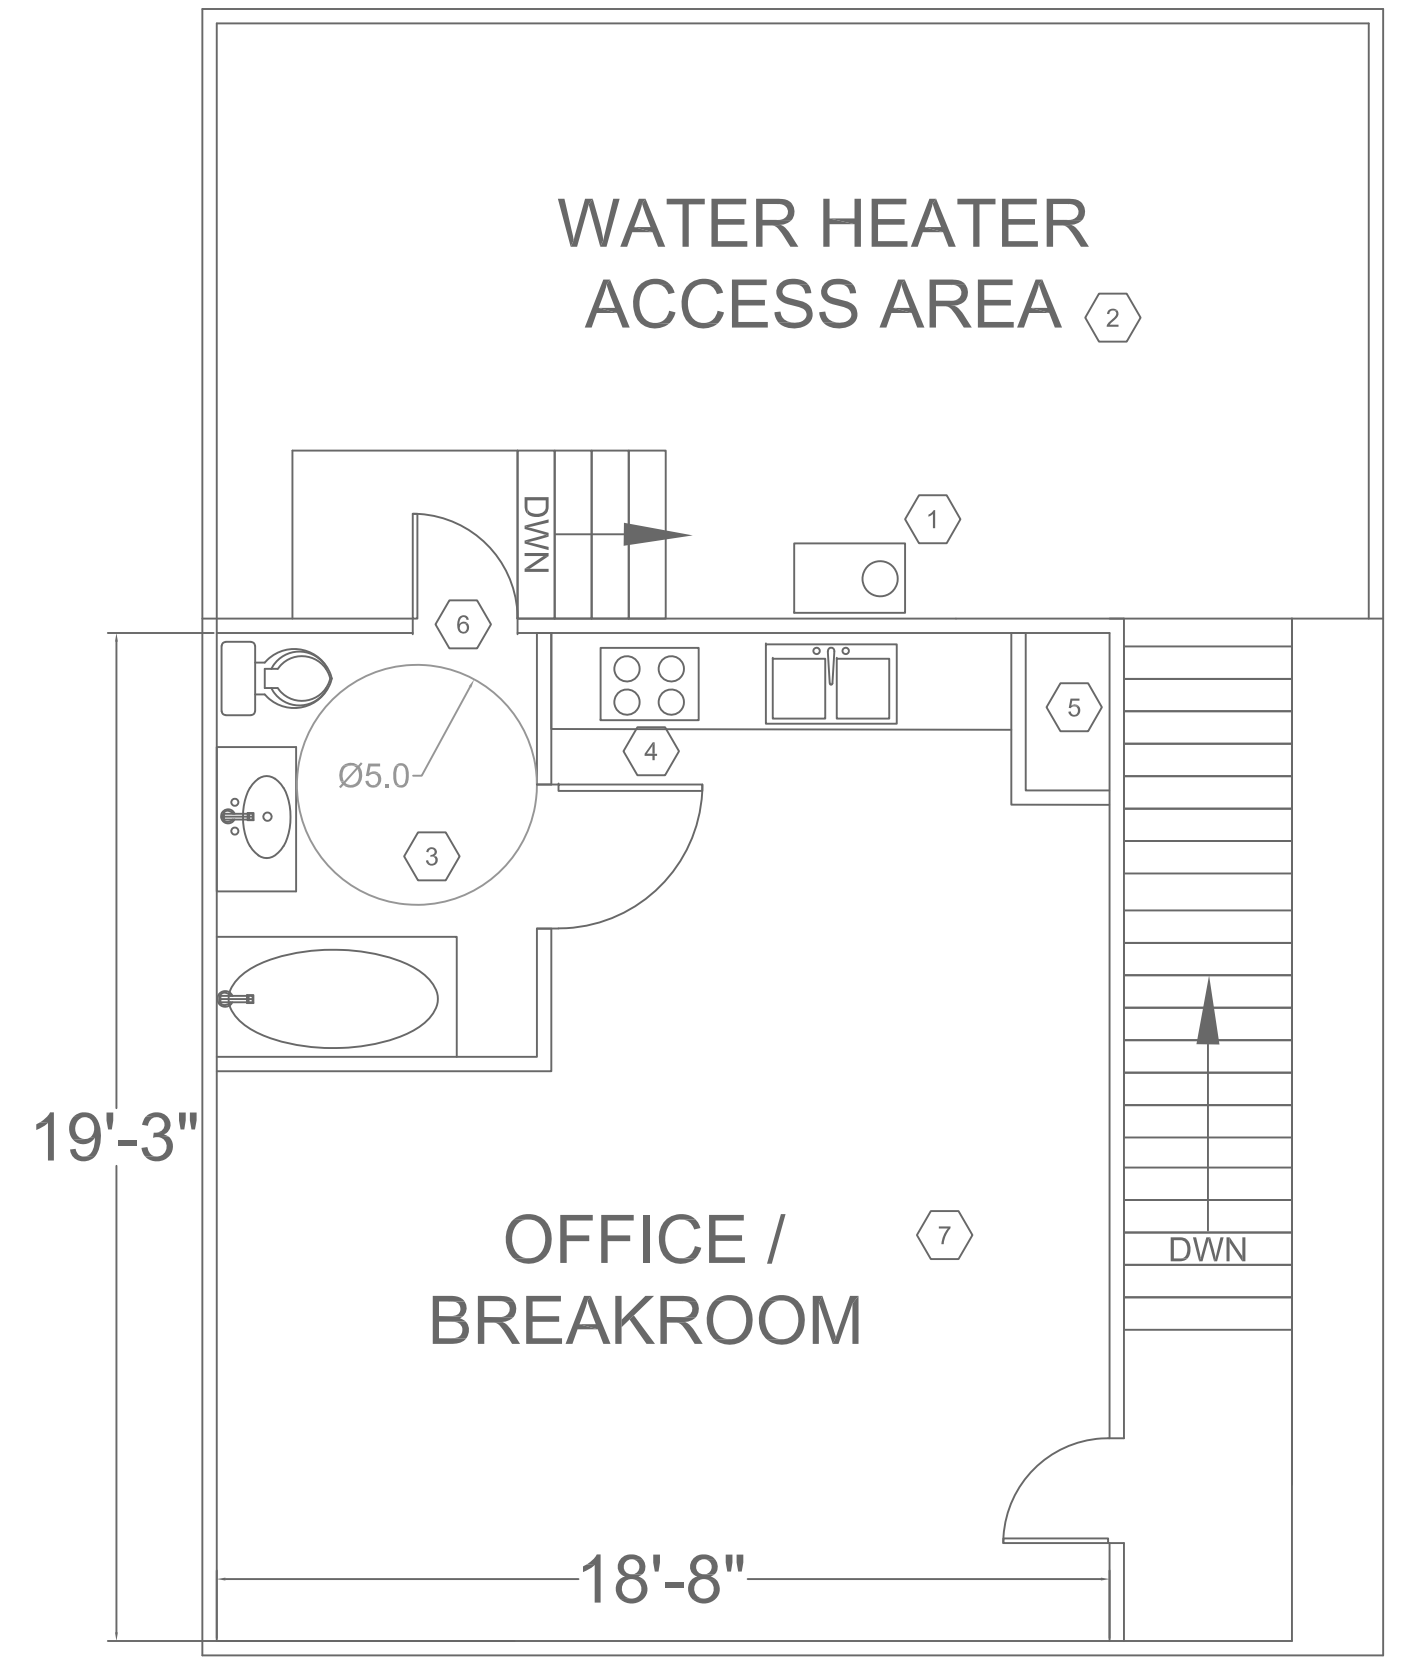 WATER HEATER
ACCESS AREA
2
DWN
1
6
5
4
Ø5.0
3
19'-3"
OFFICE /
BREAKROOM
7
DWN
18'-8"